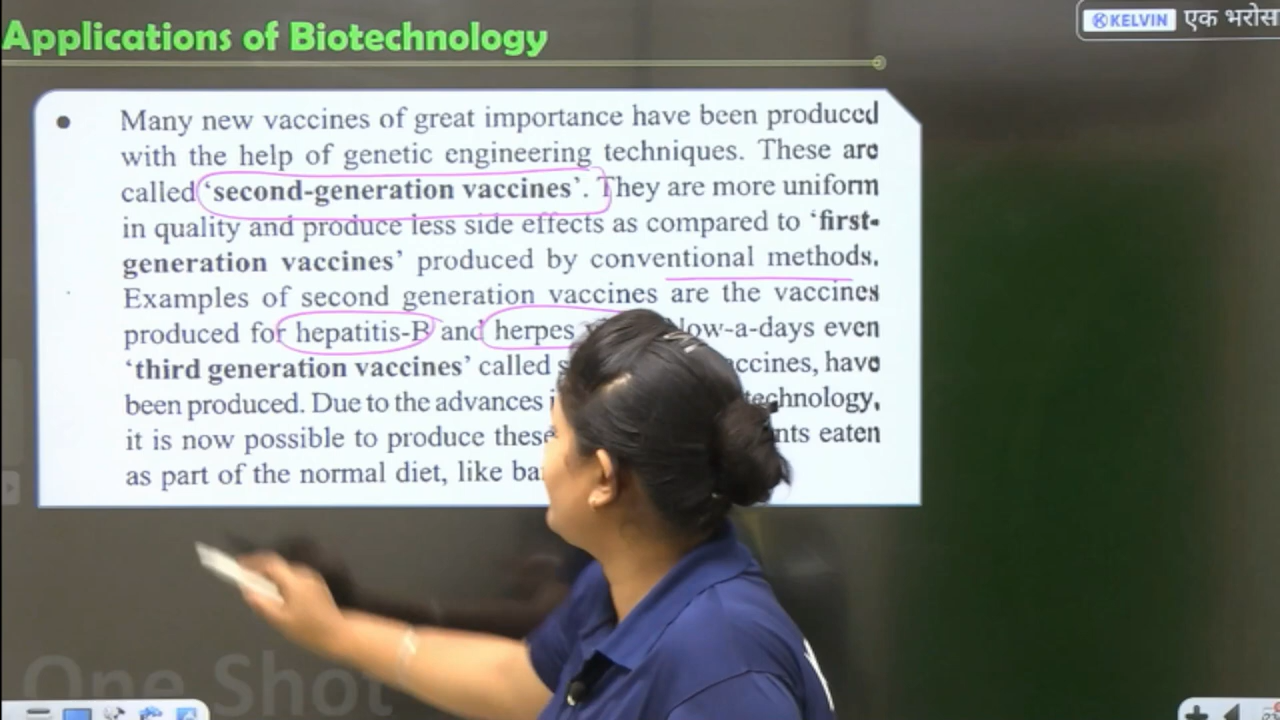 Applications of Biotechnology
KELVIN एक भरोस
• Many new vaccines of great importance have been produced
with the help of genetic engineering techniques. These are
called ‘second-generation vaccines’. They are more uniform
in quality and produce less side effects as compared to ‘first-
generation vaccines’ produced by conventional methods.
Examples of second generation vaccines are the vaccines
produced for hepatitis-B and herpes Now-a-days even
‘third generation vaccines’ called vaccines, have
been produced. Due to the advances technology,
it is now possible to produce these eaten
as part of the normal diet, like
One Shot